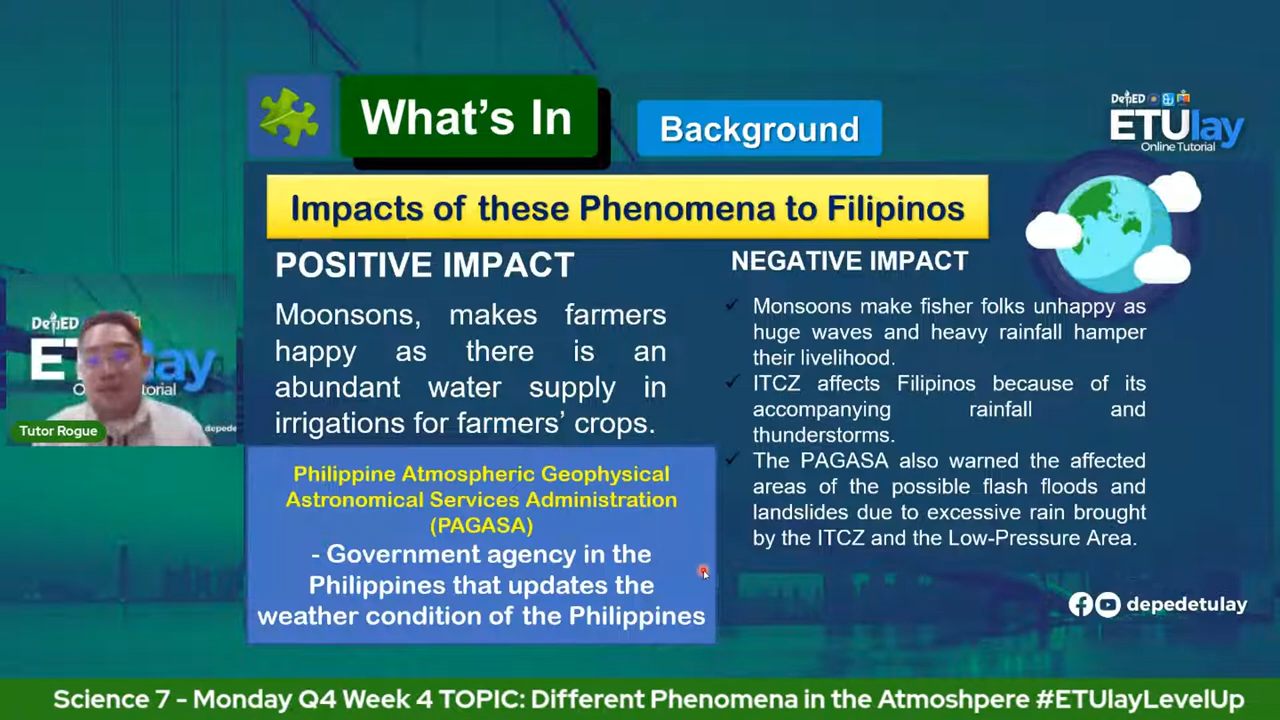 What's In
Background
DepED
ETUlay
Online Tutorial
Impacts of these Phenomena to Filipinos
POSITIVE IMPACT
Moonsons, makes farmers
happy as there is an
abundant water supply in
irrigations for farmers' crops.
Philippine Atmospheric Geophysical
Astronomical Services Administration
(PAGASA)
- Government agency in the
Philippines that updates the
weather condition of the Philippines
NEGATIVE IMPACT
Monsoons make fisher folks unhappy as
huge waves and heavy rainfall hamper
their livelihood.
ITCZ affects Filipinos because of its
accompanying rainfall and
thunderstorms.
The PAGASA also warned the affected
areas of the possible flash floods and
landslides due to excessive rain brought
by the ITCZ and the Low-Pressure Area.
DepED
ET lay
torial
depede
Tutor Rogue
depedetulay
Science 7 - Monday Q4 Week 4 TOPIC: Different Phenomena in the Atmoshpere #ETUlayLevelUp